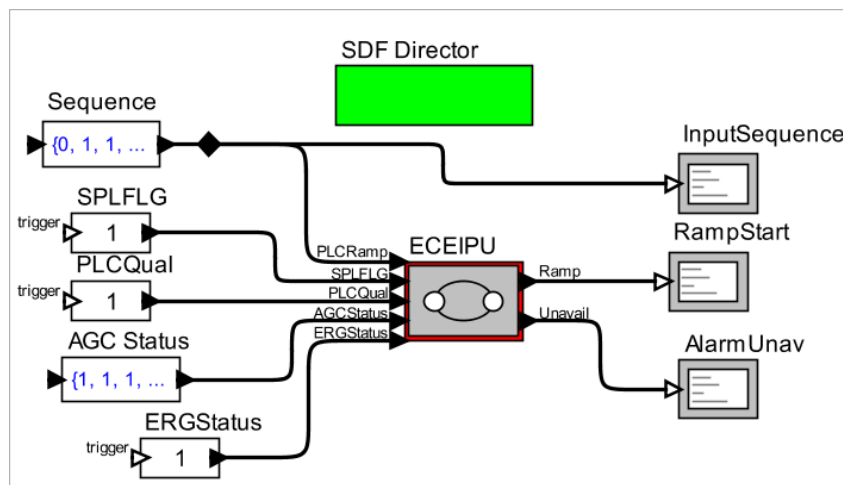 SDF Director
Sequence
{0, 1, 1, ...
InputSequence
SPLFLG
trigger
1
RampStart
PLCQual
trigger
1
PLCRamp
SPLFLG
PLCQual
AGCStatus
ERGStatus
ECEIPU
Ramp
Unavail
AGC Status
{1, 1, 1, ...
AlarmUnav
ERGStatus
trigger
1